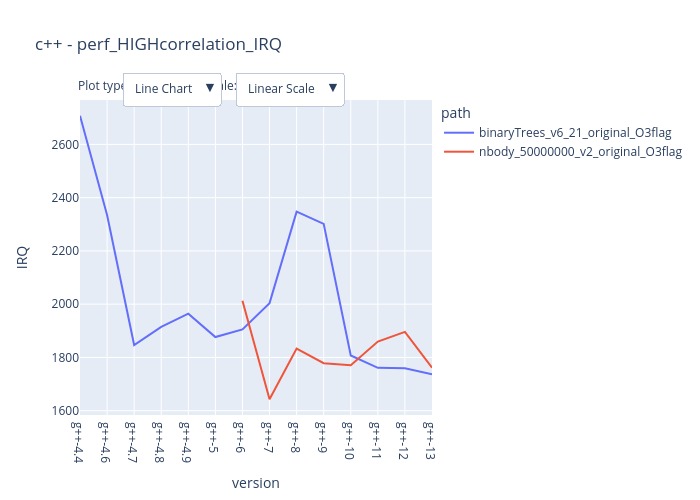 c++ - perf_HIGHcorrelation_IRQ
Plot type
Line Chart ▼
ale:
Linear Scale ▼
path
binaryTrees_v6_21_original_O3flag
nbody_50000000_v2_original_O3flag
2600
2400
2200
2000
1800
1600
IRQ
g++-4.4
g++-4.6
g++-4.7
g++-4.8
g++-4.9
g++-5
g++-6
g++-7
g++-8
g++-9
g++-10
g++-11
g++-12
g++-13
version